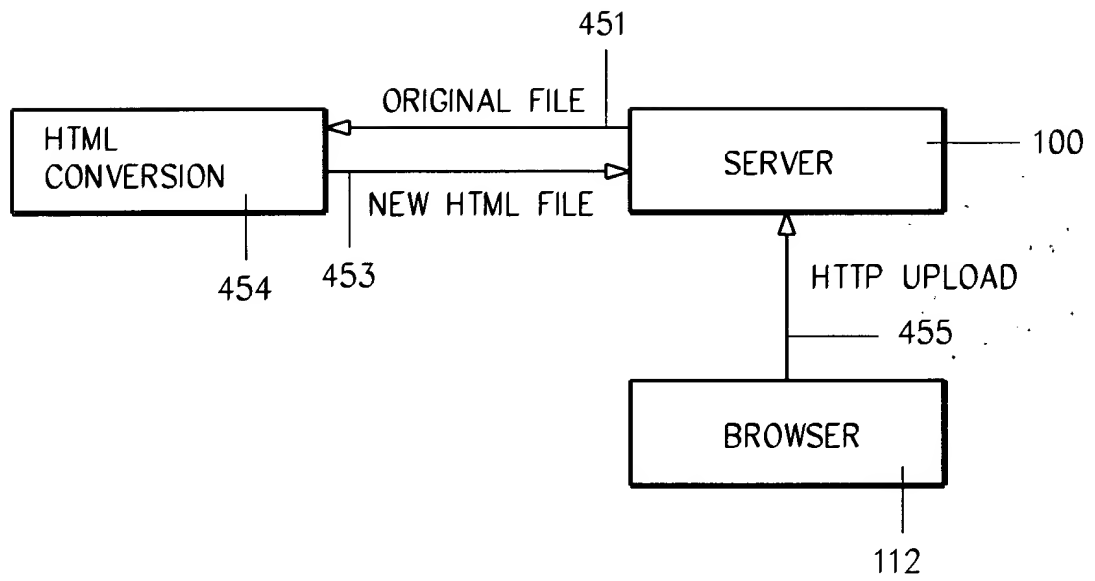 451
ORIGINAL FILE
HTML
CONVERSION
SERVER
100
NEW HTML FILE
454
453
HTTP UPLOAD
455
BROWSER
112